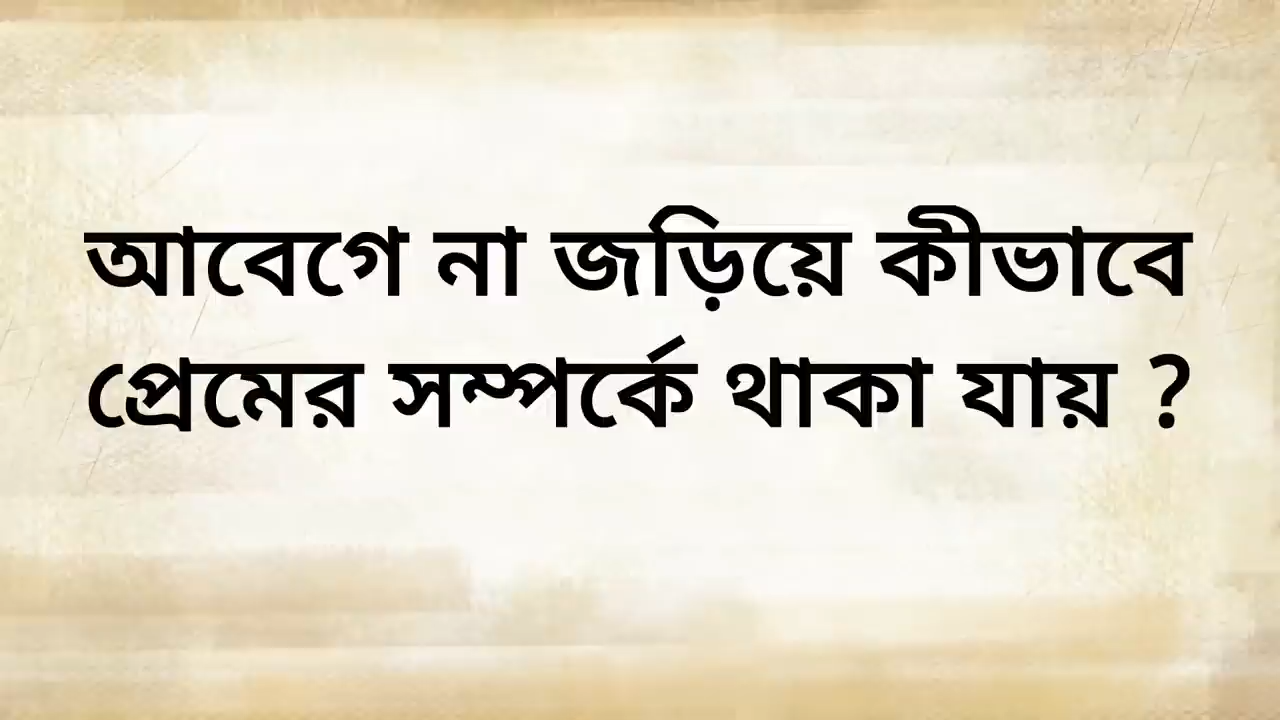 আবেগে না জড়িয়ে কীভাবে
প্রেমের সম্পর্কে থাকা যায় ?